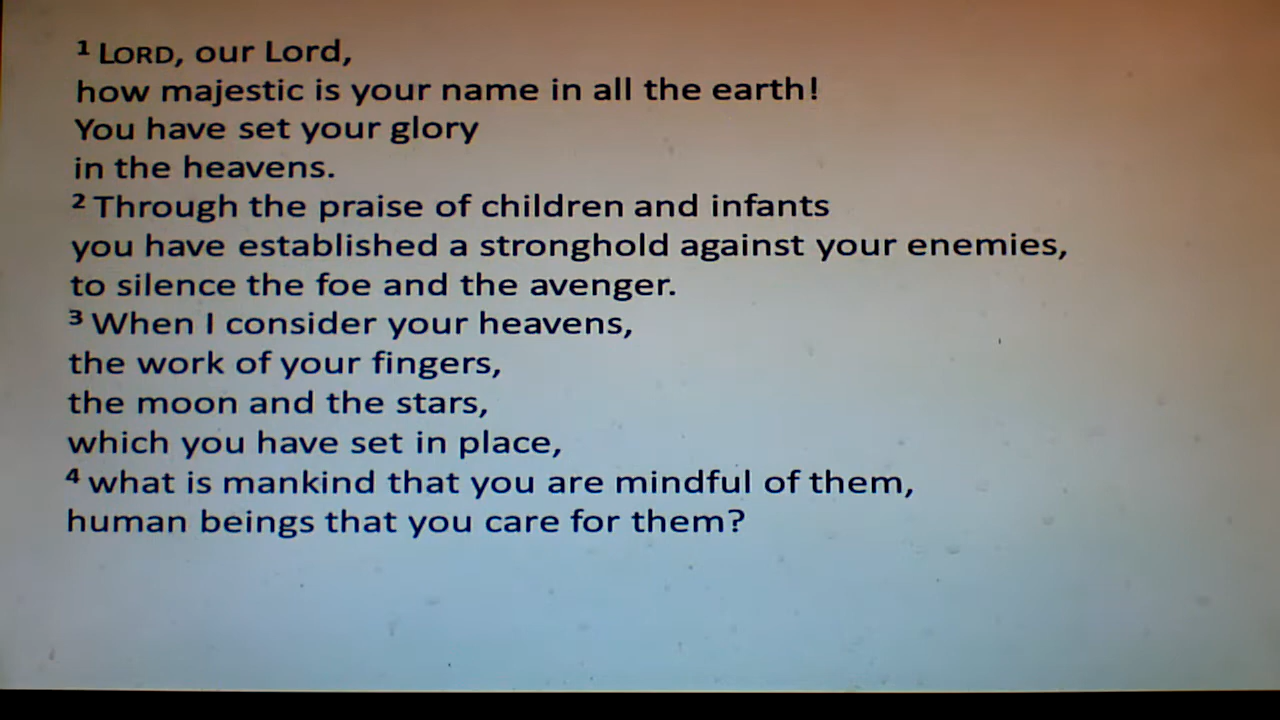 ¹ LORD, our Lord,
how majestic is your name in all the earth!
You have set your glory
in the heavens.
² Through the praise of children and infants
you have established a stronghold against your enemies,
to silence the foe and the avenger.
³ When I consider your heavens,
the work of your fingers,
the moon and the stars,
which you have set in place,
⁴ what is mankind that you are mindful of them,
human beings that you care for them?